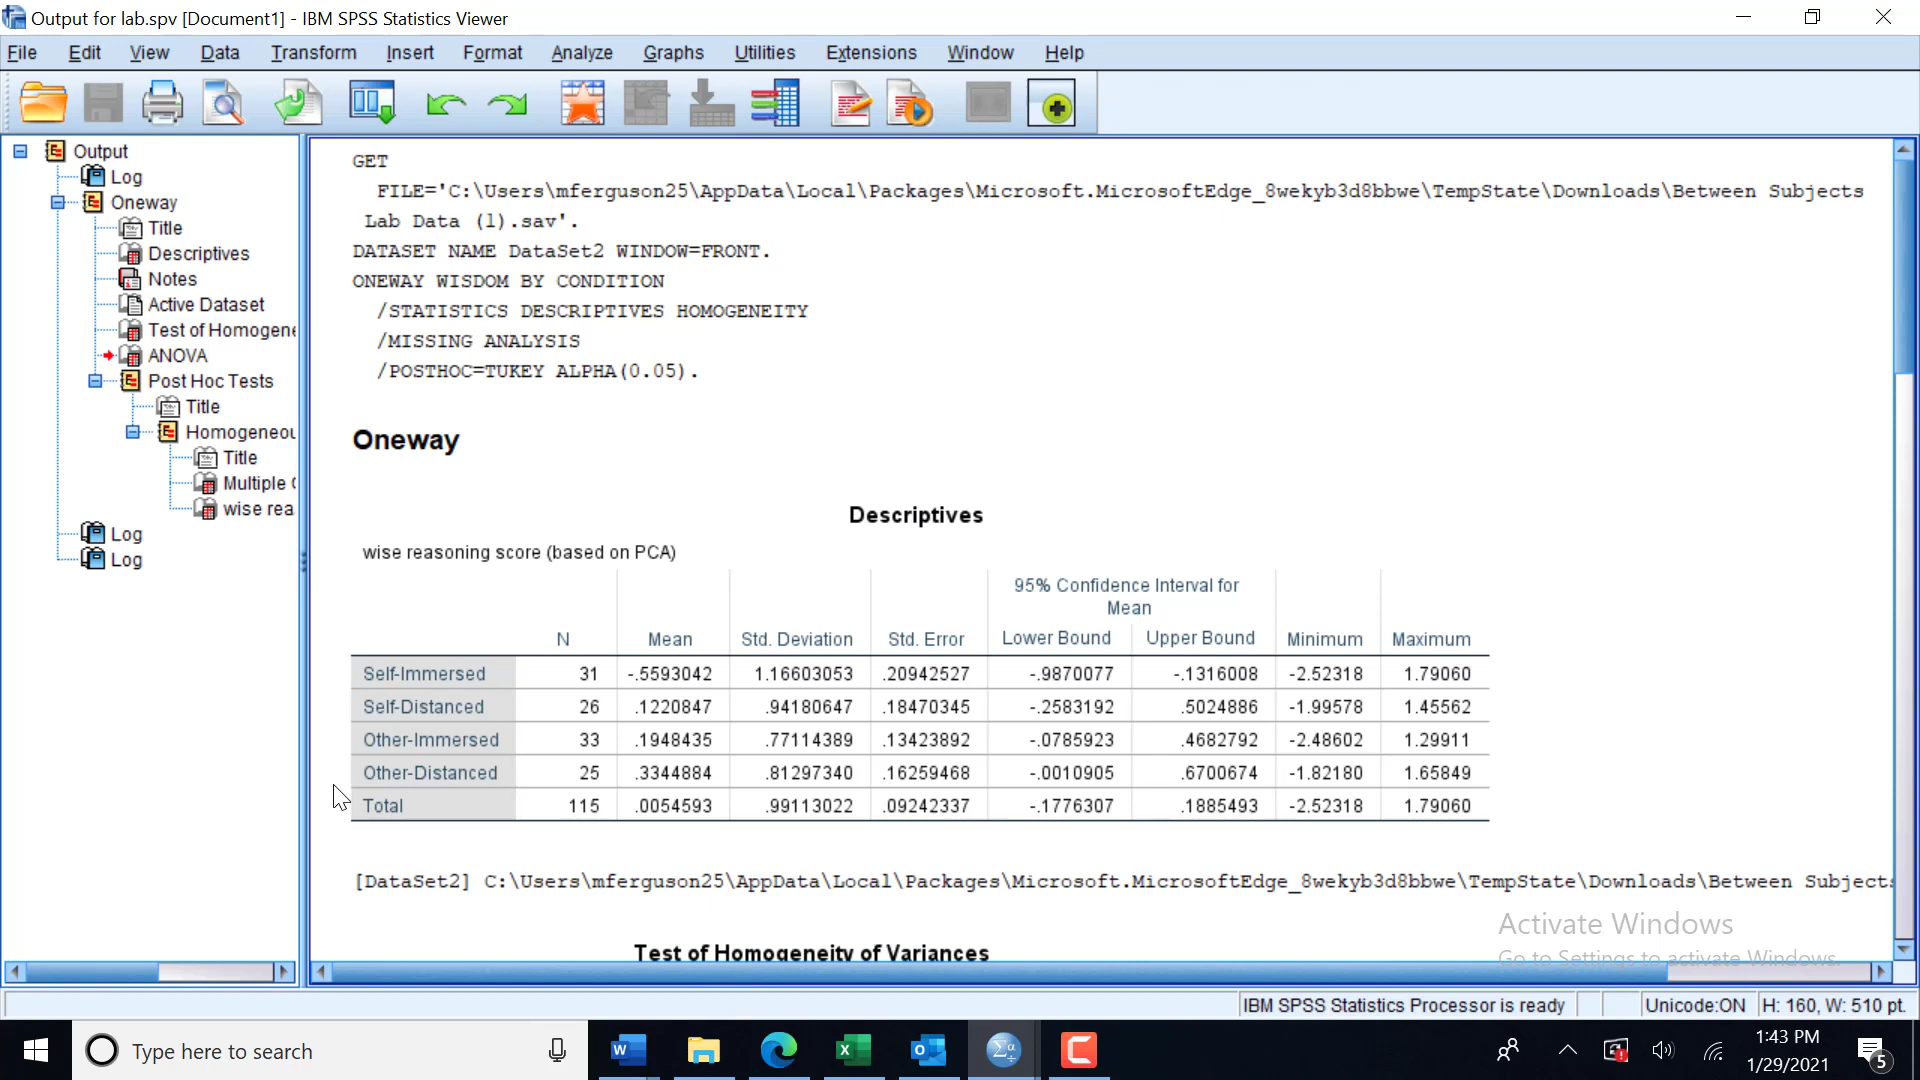 Output for lab.spv [Document1] - IBM SPSS Statistics Viewer
File Edit View Data Transform Insert Format Analyze Graphs Utilities Extensions Window Help
Output
Log
Oneway
Title
Descriptives
Notes
Active Dataset
Test of Homogene
ANOVA
Post Hoc Tests
Title
Homogeneou
Title
Multiple
wise rea
Log
Log
GET
FILE='C:\Users\mferguson25\AppData\Local\Packages\Microsoft.MicrosoftEdge_8wekyb3d8bbwe\TempState\Downloads\Between Subjects
Lab Data (1).sav'.
DATASET NAME DataSet2 WINDOW=FRONT.
ONEWAY WISDOM BY CONDITION
/STATISTICS DESCRIPTIVES HOMOGENEITY
/MISSING ANALYSIS
/POSTHOC=TUKEY ALPHA(0.05).
Oneway
Descriptives
wise reasoning score (based on PCA)
95% Confidence Interval for
Mean
N Mean Std. Deviation Std. Error Lower Bound Upper Bound Minimum Maximum
Self-Immersed 31 -.5593042 1.16603053 .20942527 -.9870077 -.1316008 -2.52318 1.79060
Self-Distanced 26 .1220847 .94180647 .18470345 -.2583192 .5024886 -1.99578 1.45562
Other-Immersed 33 .1948435 .77114389 .13423892 -.0785923 .4682792 -2.48602 1.29911
Other-Distanced 25 .3344884 .81297340 .16259468 -.0010905 .6700674 -1.82180 1.65849
Total 115 .0054593 .99113022 .09242337 -.1776307 .1885493 -2.52318 1.79060
[DataSet2] C:\Users\mferguson25\AppData\Local\Packages\Microsoft.MicrosoftEdge_8wekyb3d8bbwe\TempState\Downloads\Between Subjects
Test of Homogeneity of Variances
Activate Windows
Go to Settings to activate Windows.
IBM SPSS Statistics Processor is ready Unicode:ON H: 160, W: 510 pt.
Type here to search
1:43 PM
1/29/2021
5